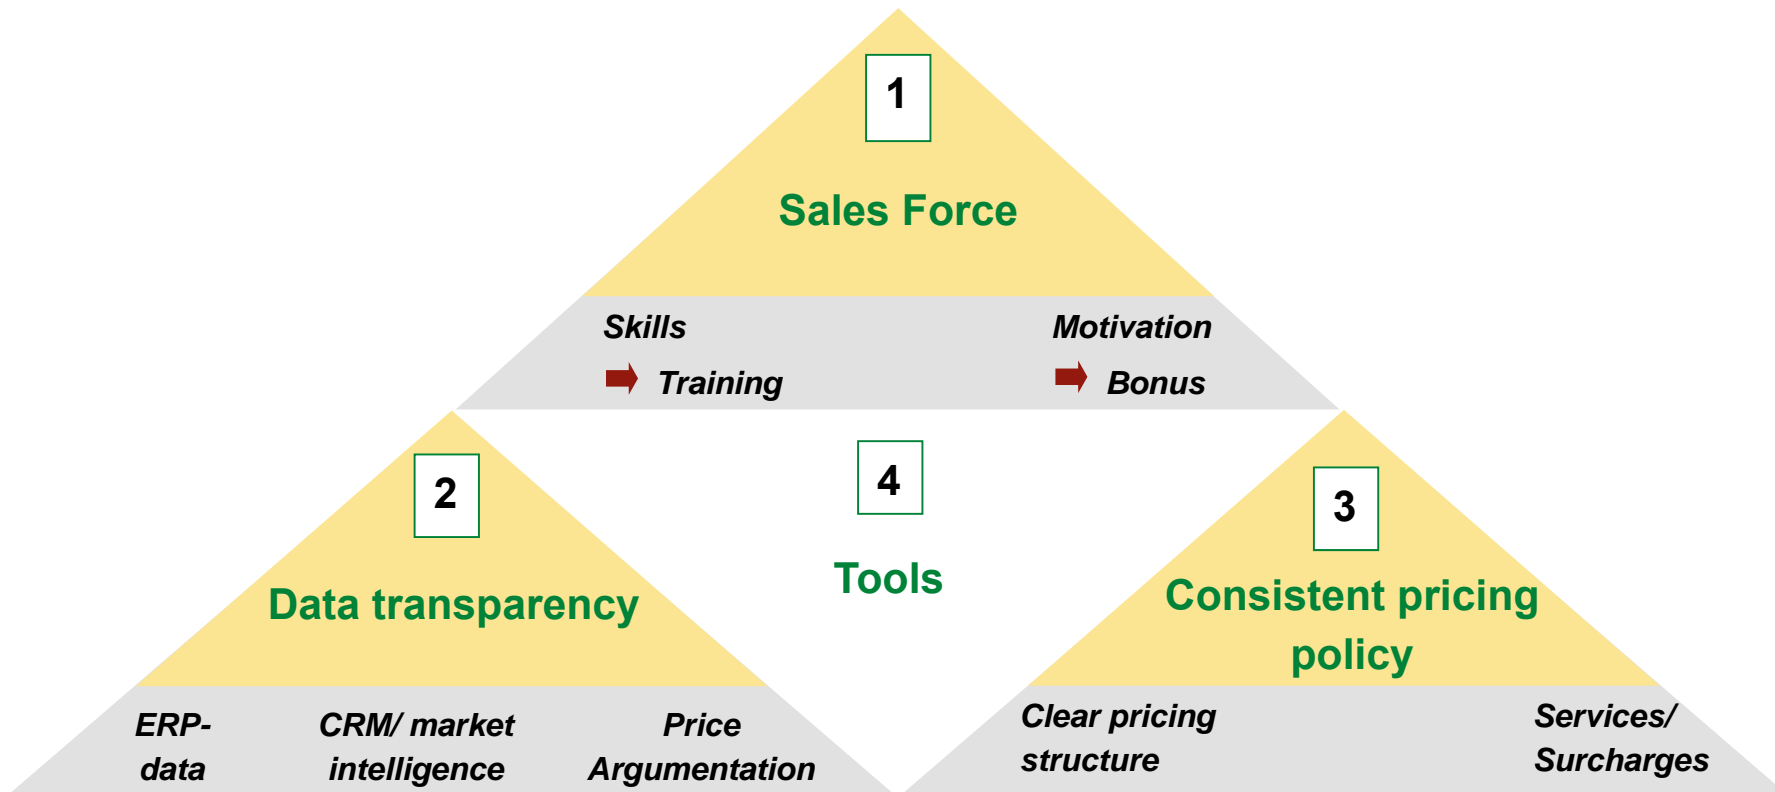 1
Sales Force
Skills
Training
Motivation
Bonus
2
Data transparency
ERP-
data
CRM/ market
intelligence
Price
Argumentation
4
Tools
3
Consistent pricing
policy
Clear pricing
structure
Services/
Surcharges